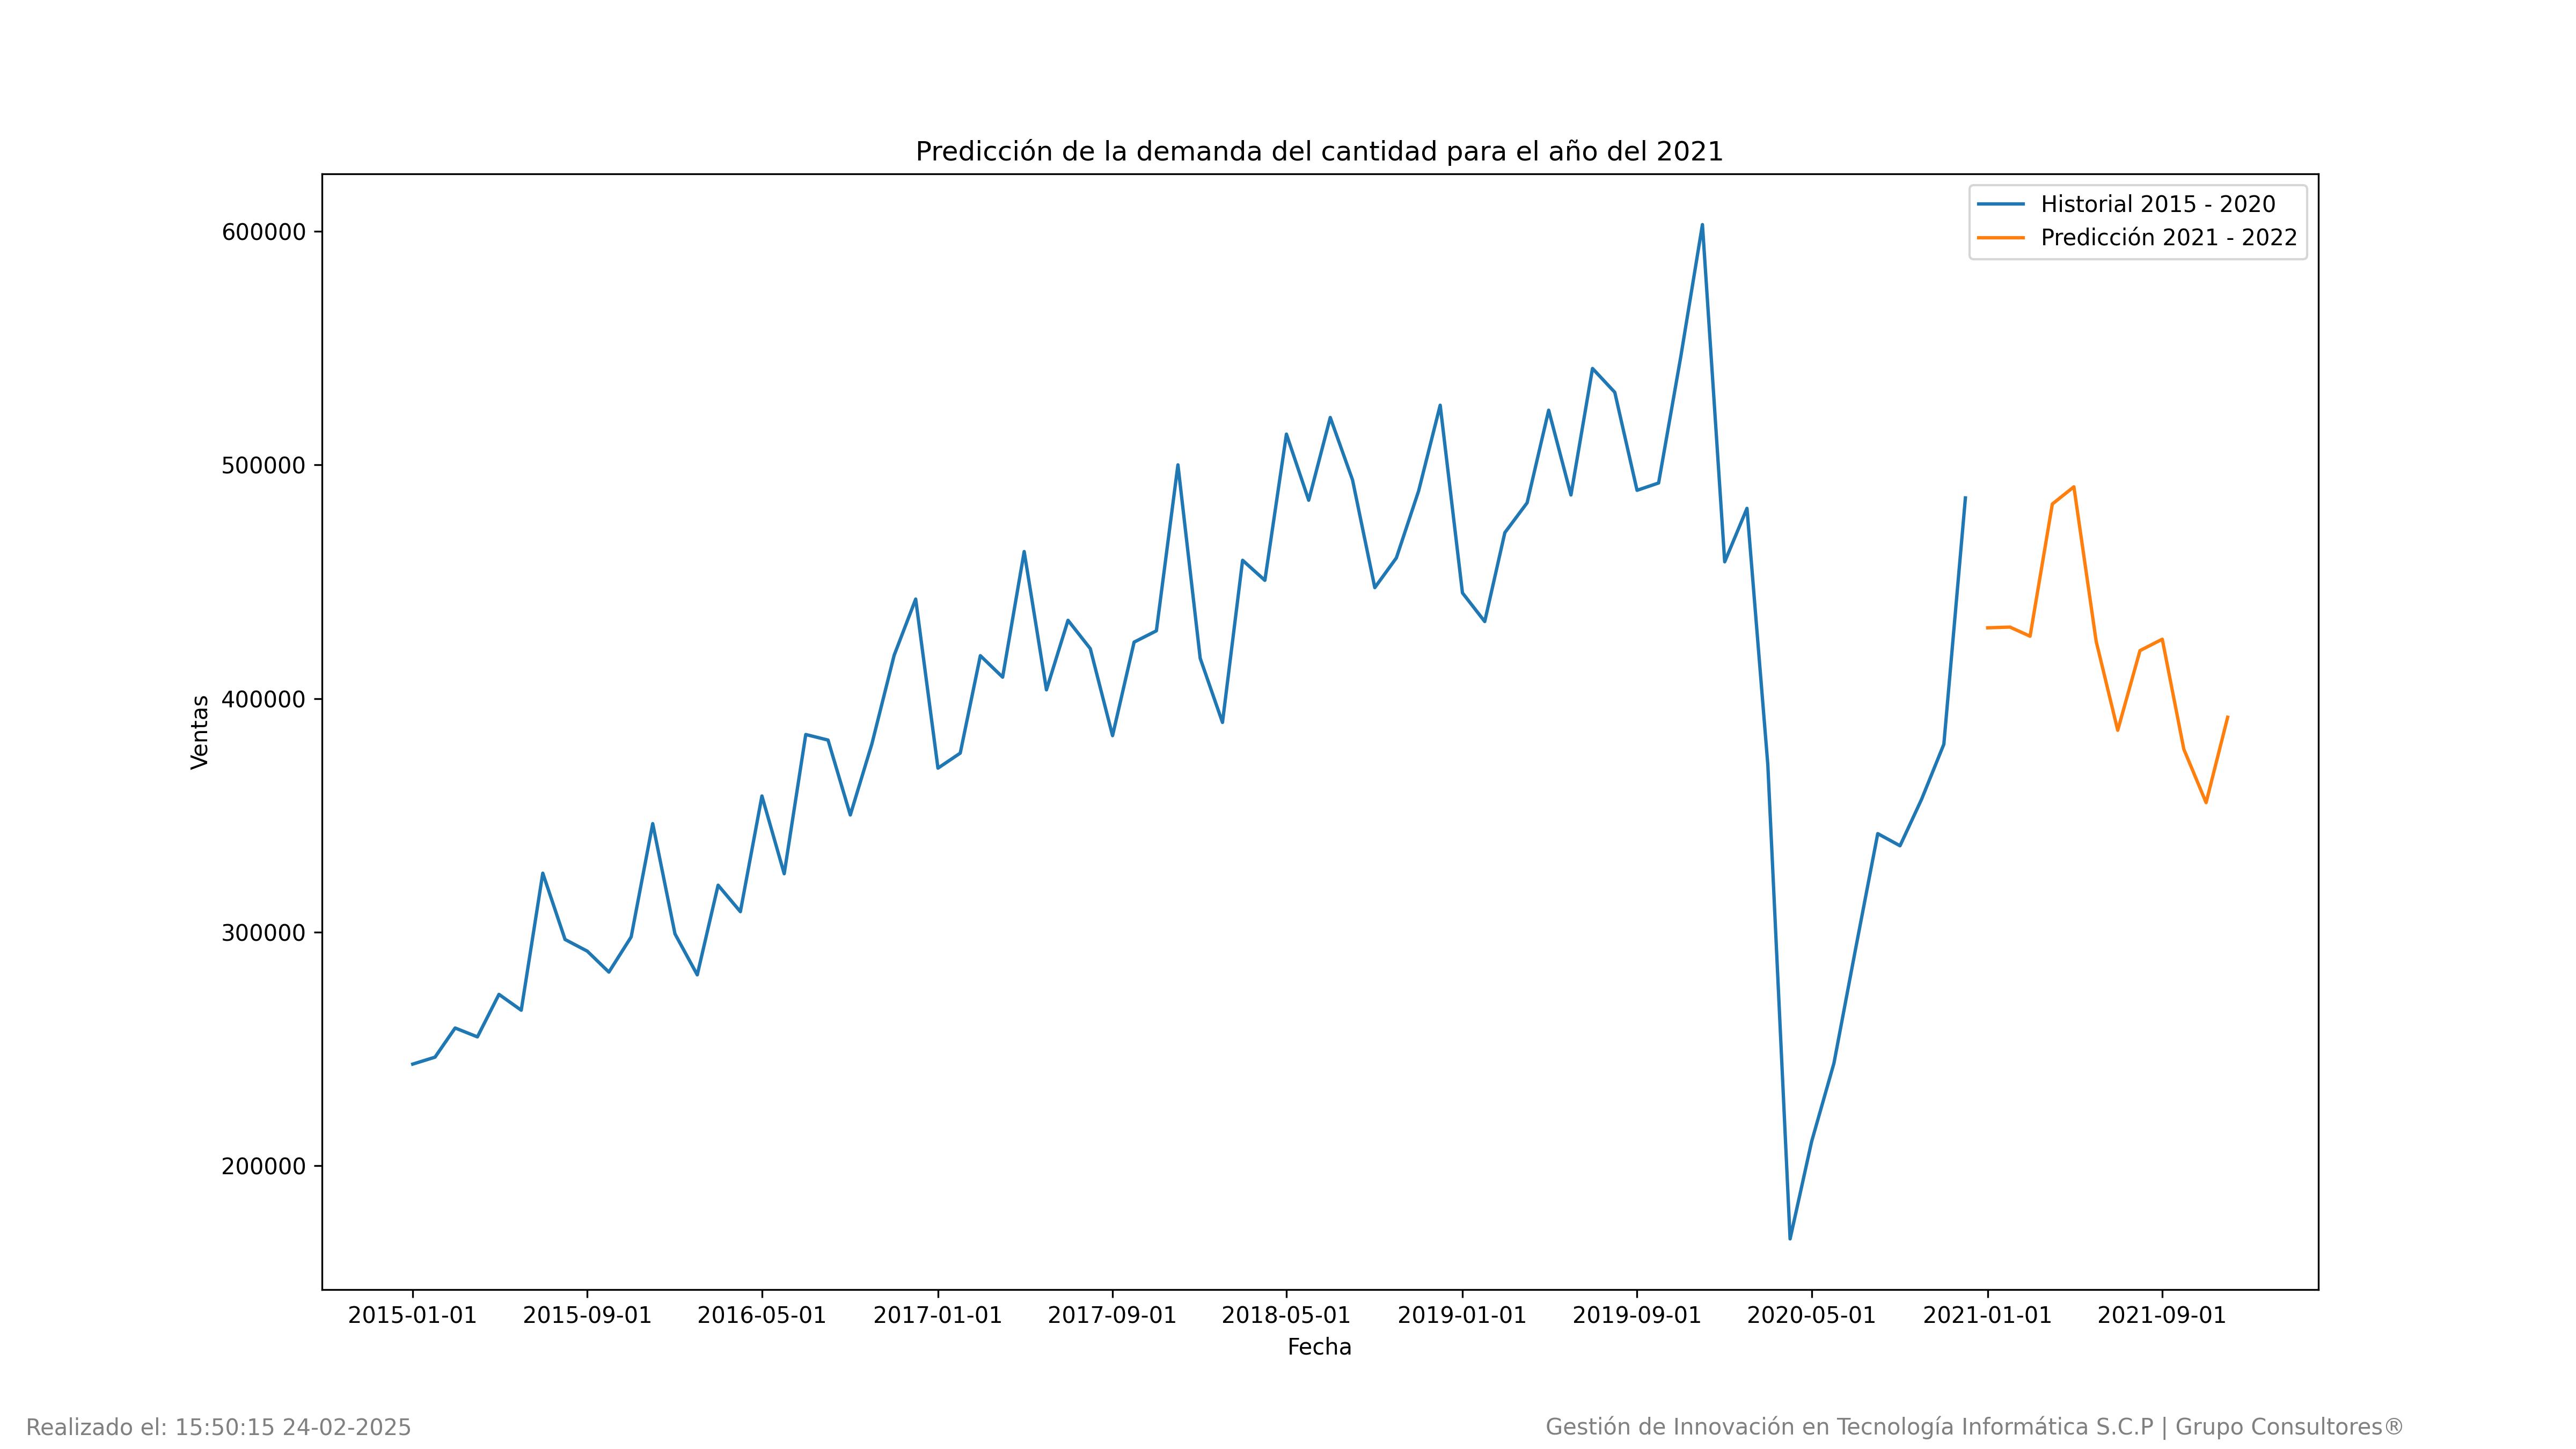 Predicción de la demanda del cantidad para el año del 2021
Historial 2015 - 2020
Predicción 2021 - 2022
600000
500000
400000
300000
200000
Ventas
2015-01-01 2015-09-01 2016-05-01 2017-01-01 2017-09-01 2018-05-01 2019-01-01 2019-09-01 2020-05-01 2021-01-01 2021-09-01
Fecha
Realizado el: 15:50:15 24-02-2025
Gestión de Innovación en Tecnología Informática S.C.P | Grupo Consultores®